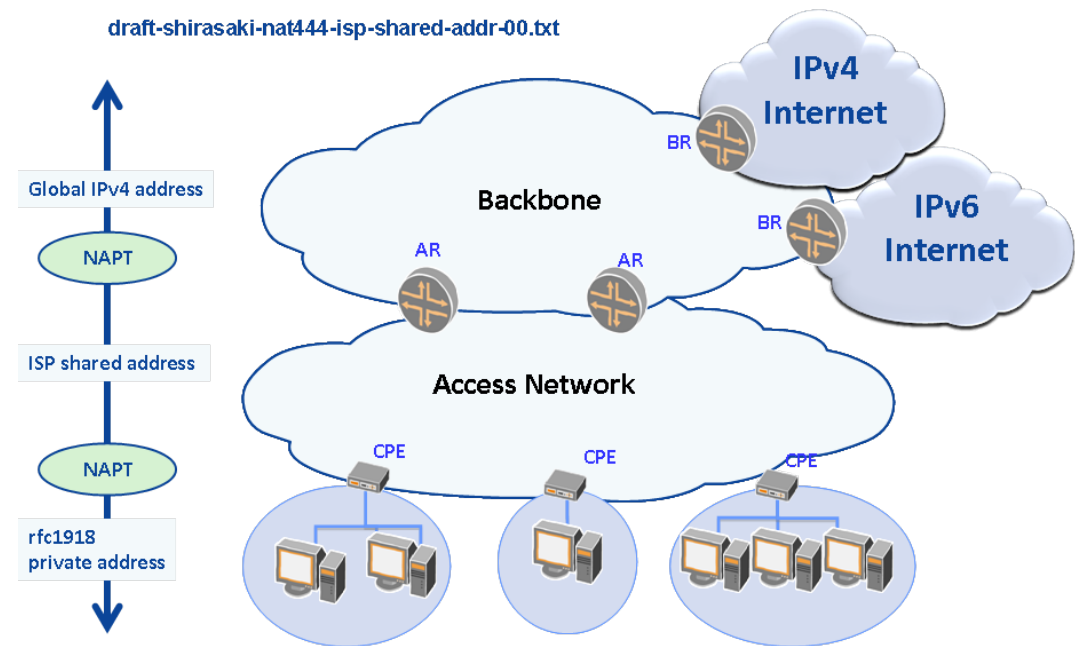 draft-shirasaki-nat444-isp-shared-addr-00.txt
IPv4
Internet
BR
Global IPv4 address
Backbone
IPv6
Internet
BR
NAPT
AR
AR
ISP shared address
Access Network
CPE
CPE
CPE
NAPT
rfc1918
private address